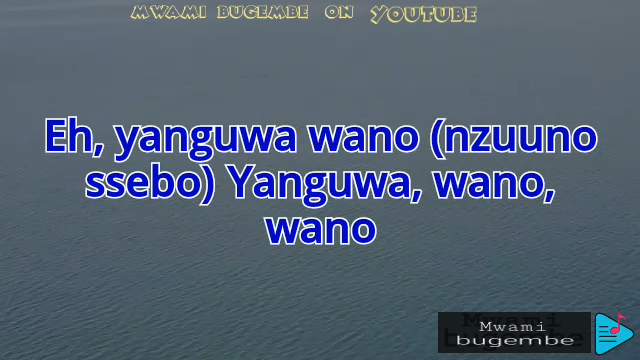 Mwami bugembe on YouTube
Eh, yanguwa wano (nzuuno
ssebo) Yanguwa, wano,
wano
Mwami
bugembe